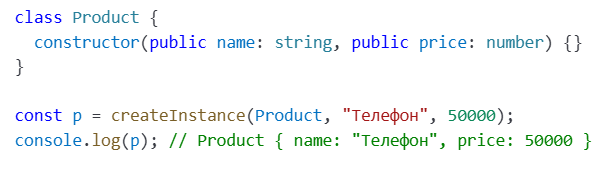 class Product {
  constructor(public name: string, public price: number) {}
}

const p = createInstance(Product, "Телефон", 50000);
console.log(p); // Product { name: "Телефон", price: 50000 }